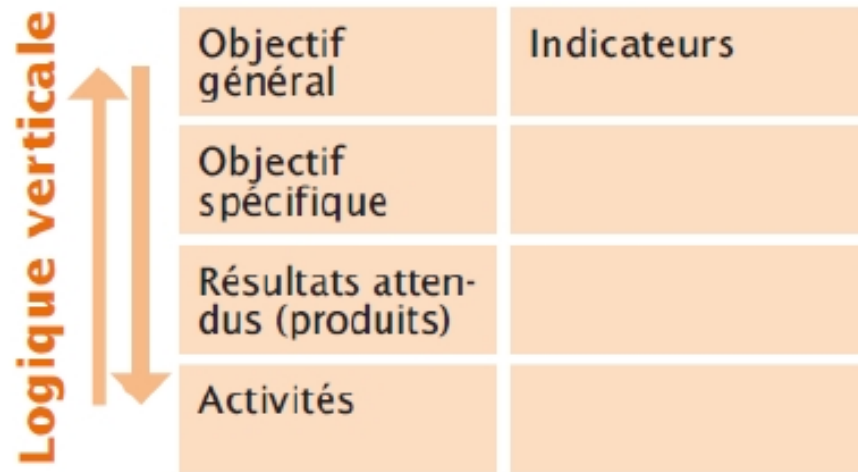 Logique verticale
Objectif
général
Indicateurs
Objectif
spécifique
Résultats atten-
dus (produits)
Activités